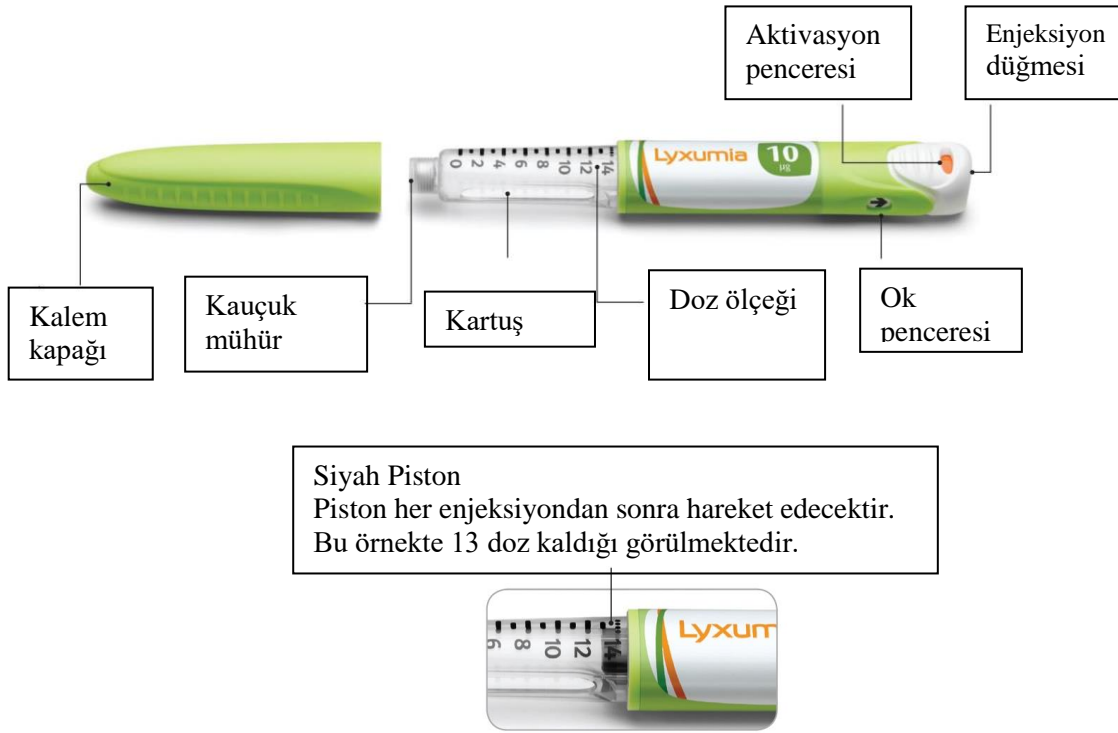 Aktivasyon
penceresi
Enjeksiyon
düğmesi
0 2 4 6 8 10 12 14
Lyxumia 10
µg
Kalem
kapağı
Kauçuk
mühür
Kartuş
Doz ölçeği
Ok
penceresi
Siyah Piston
Piston her enjeksiyondan sonra hareket edecektir.
Bu örnekte 13 doz kaldığı görülmektedir.
6 8 10 12 14
Lyxum